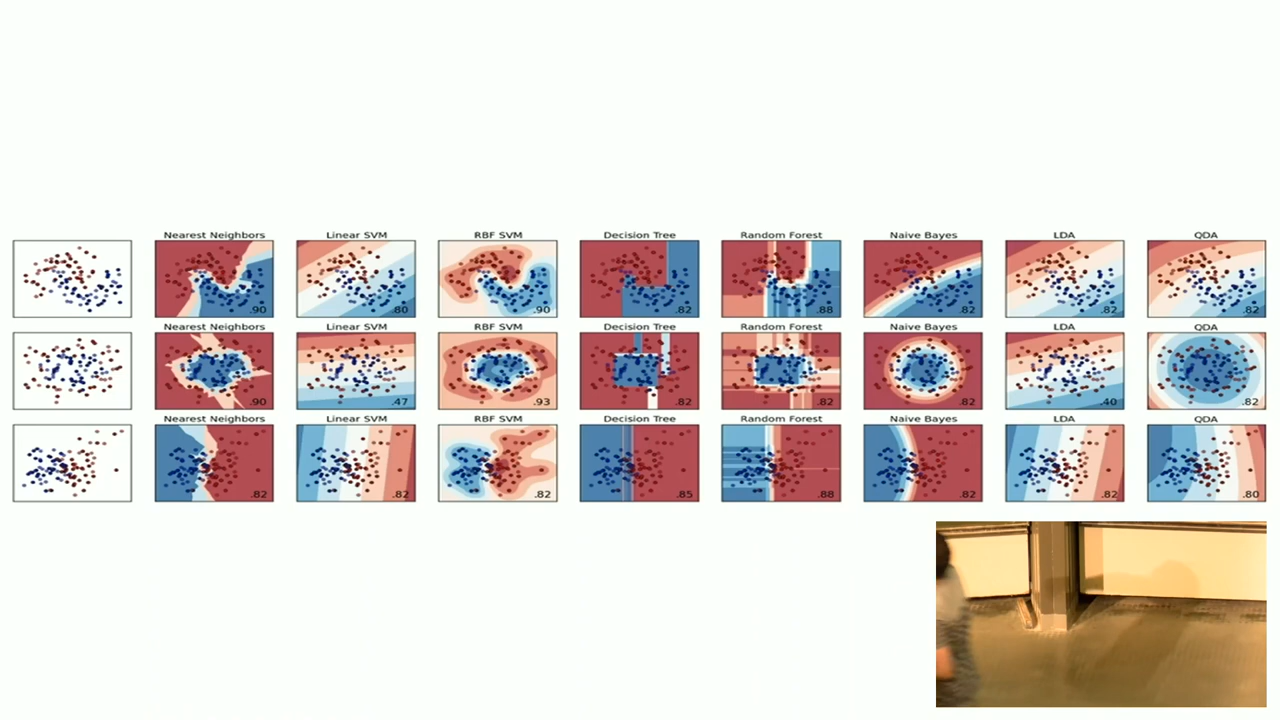 Nearest Neighbors Linear SVM RBF SVM Decision Tree Random Forest Naive Bayes LDA QDA
.90 .80 .90 .82 .88 .82 .82 .82
Nearest Neighbors Linear SVM RBF SVM Decision Tree Random Forest Naive Bayes LDA QDA
.90 .47 .93 .82 .82 .82 .40 .82
Nearest Neighbors Linear SVM RBF SVM Decision Tree Random Forest Naive Bayes LDA QDA
.82 .82 .82 .85 .88 .82 .82 .80